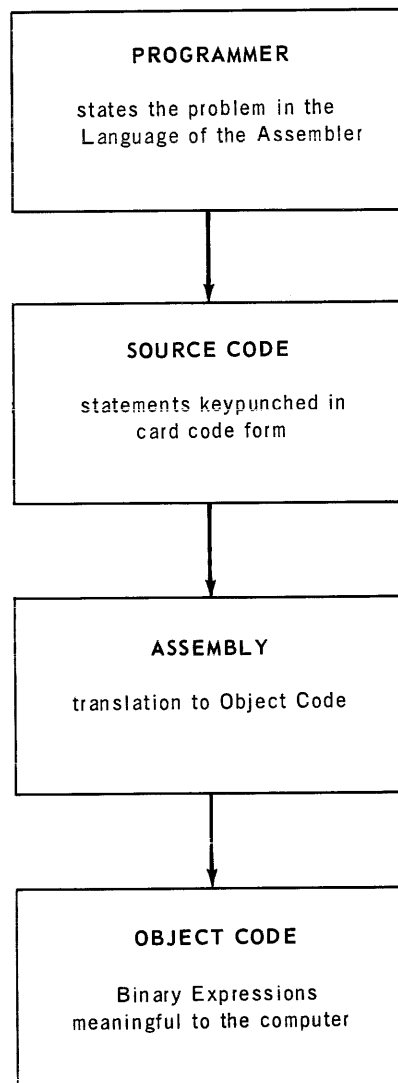 PROGRAMMER
states the problem in the
Language of the Assembler
SOURCE CODE
statements keypunched in
card code form
ASSEMBLY
translation to Object Code
OBJECT CODE
Binary Expressions
meaningful to the computer